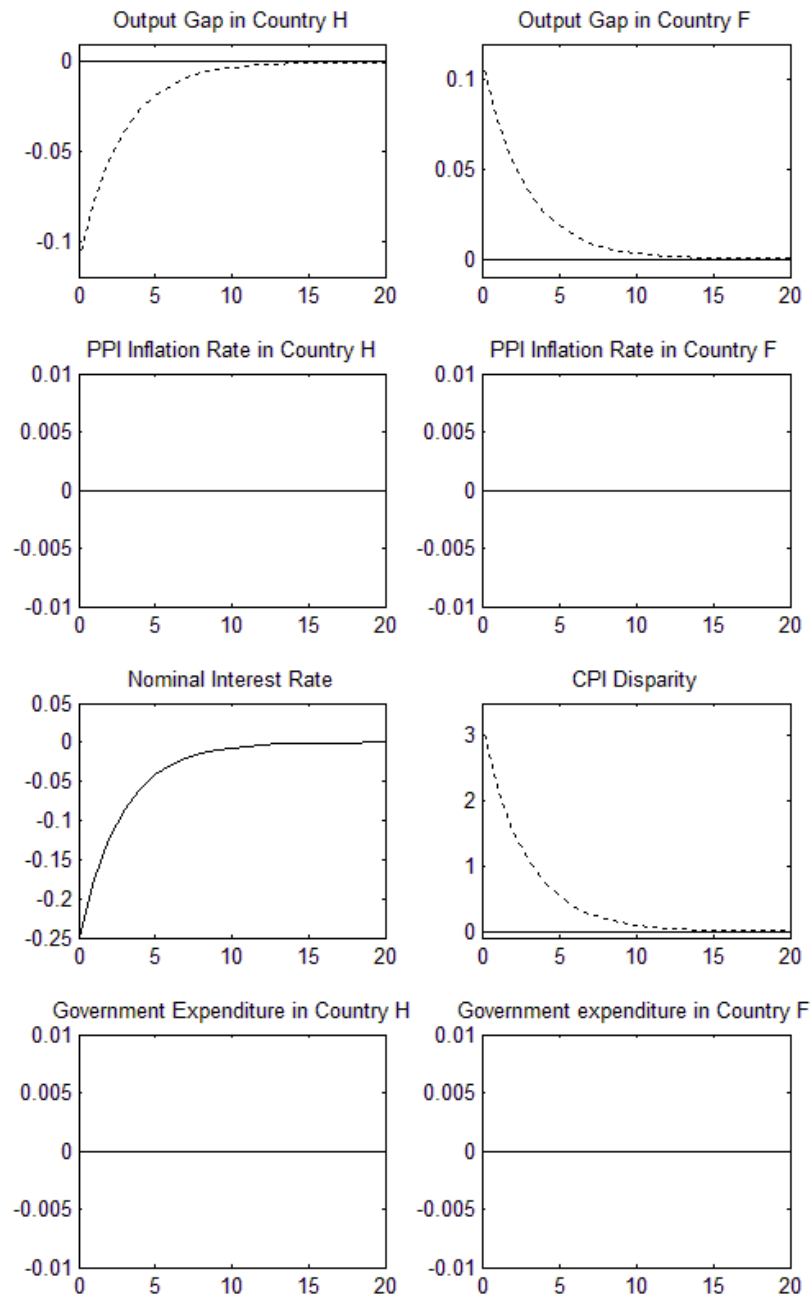 Output Gap in Country H
0
-0.05
-0.1
0 5 10 15 20
Output Gap in Country F
0.1
0.05
0
0 5 10 15 20
PPI Inflation Rate in Country H
0.01
0.005
0
-0.005
-0.01
0 5 10 15 20
PPI Inflation Rate in Country F
0.01
0.005
0
-0.005
-0.01
0 5 10 15 20
Nominal Interest Rate
0.05
0
-0.05
-0.1
-0.15
-0.2
-0.25
0 5 10 15 20
CPI Disparity
3
2
1
0
0 5 10 15 20
Government Expenditure in Country H
0.01
0.005
0
-0.005
-0.01
0 5 10 15 20
Government expenditure in Country F
0.01
0.005
0
-0.005
-0.01
0 5 10 15 20